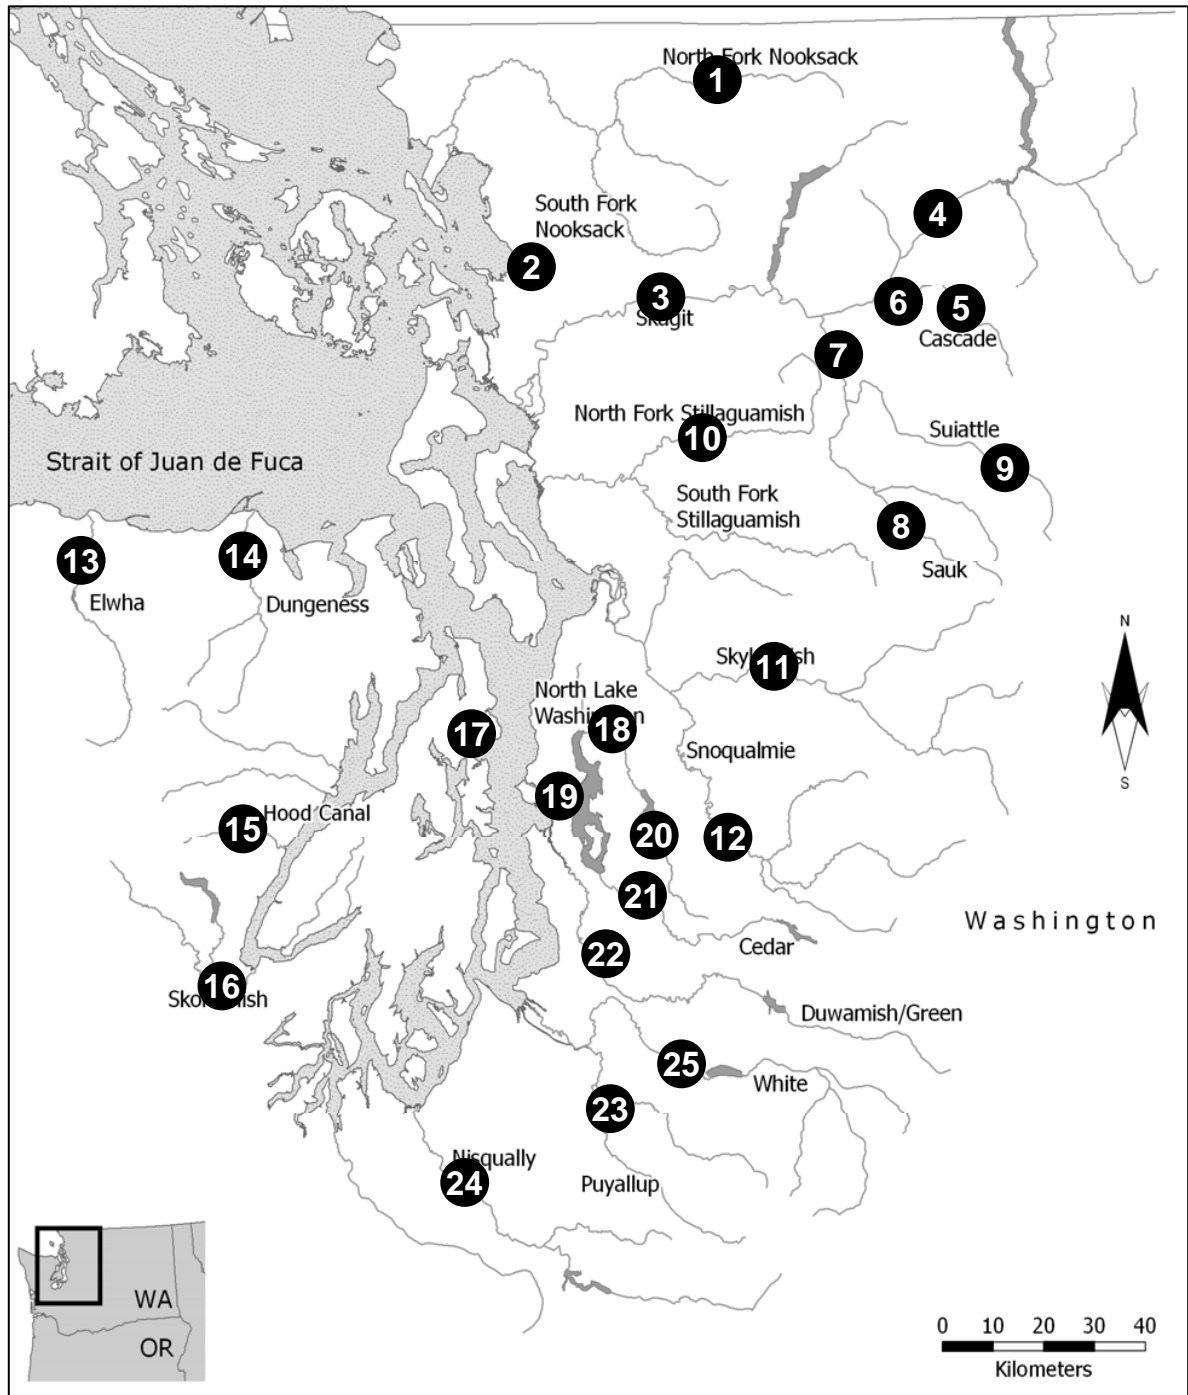 North Fork Nooksack
1
South Fork
Nooksack
2
4
3
Skagit
6
5
Cascade
7
North Fork Stillaguamish
10
Suiattle
9
Strait of Juan de Fuca
South Fork
Stillaguamish
8
Sauk
13
14
Elwha
Dungeness
N
S
11
North Lake
Washington
18
17
Snoqualmie
19
Hood Canal
15
20
12
21
Washington
Cedar
22
16
Duwamish/Green
25
White
23
Nisqually
24
Puyallup
WA
OR
0 10 20 30 40
Kilometers